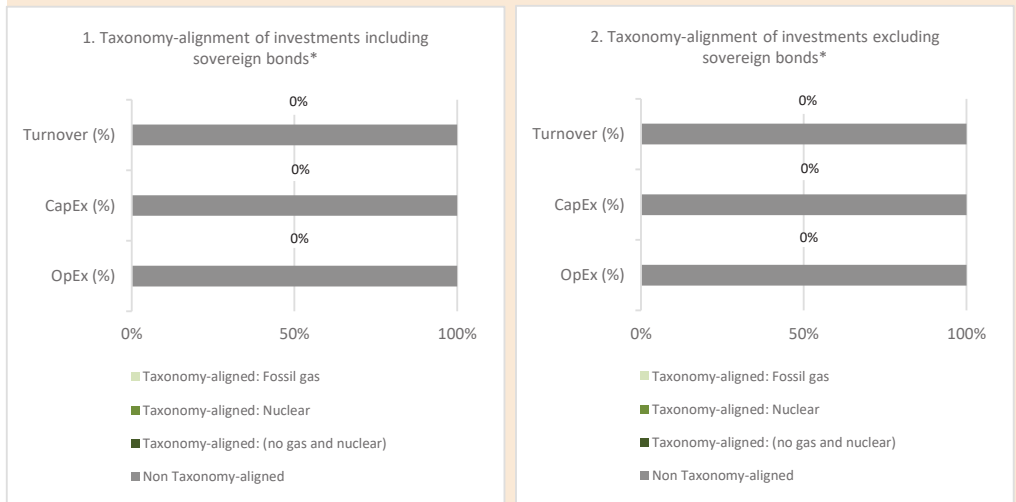 1. Taxonomy-alignment of investments including
sovereign bonds*
0%
Turnover (%)
0%
CapEx (%)
0%
OpEx (%)
0%
50%
100%
Taxonomy-aligned: Fossil gas
Taxonomy-aligned: Nuclear
Taxonomy-aligned: (no gas and nuclear)
Non Taxonomy-aligned
2. Taxonomy-alignment of investments excluding
sovereign bonds*
0%
Turnover (%)
0%
CapEx (%)
0%
OpEx (%)
0%
50%
100%
Taxonomy-aligned: Fossil gas
Taxonomy-aligned: Nuclear
Taxonomy-aligned: (no gas and nuclear)
Non Taxonomy-aligned